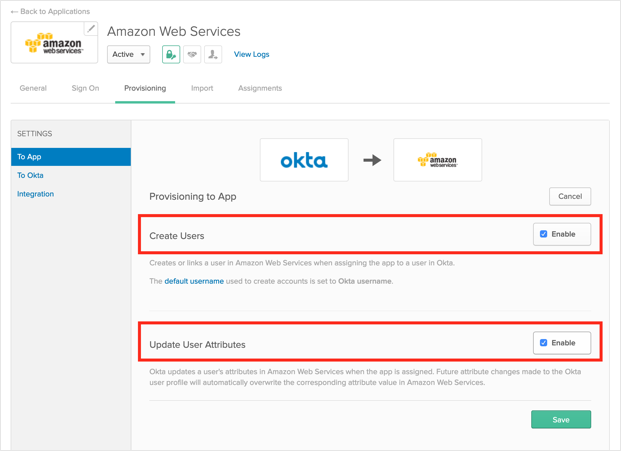 ← Back to Applications
amazon
webservices™
Amazon Web Services
Active
View Logs
General
Sign On
Provisioning
Import
Assignments
SETTINGS
To App
To Okta
Integration
okta
amazon
webservices™
Provisioning to App
Cancel
Create Users
Enable
Creates or links a user in Amazon Web Services when assigning the app to a user in Okta.
The default username used to create accounts is set to Okta username.
Update User Attributes
Enable
Okta updates a user's attributes in Amazon Web Services when the app is assigned. Future attribute changes made to the Okta
user profile will automatically overwrite the corresponding attribute value in Amazon Web Services.
Save